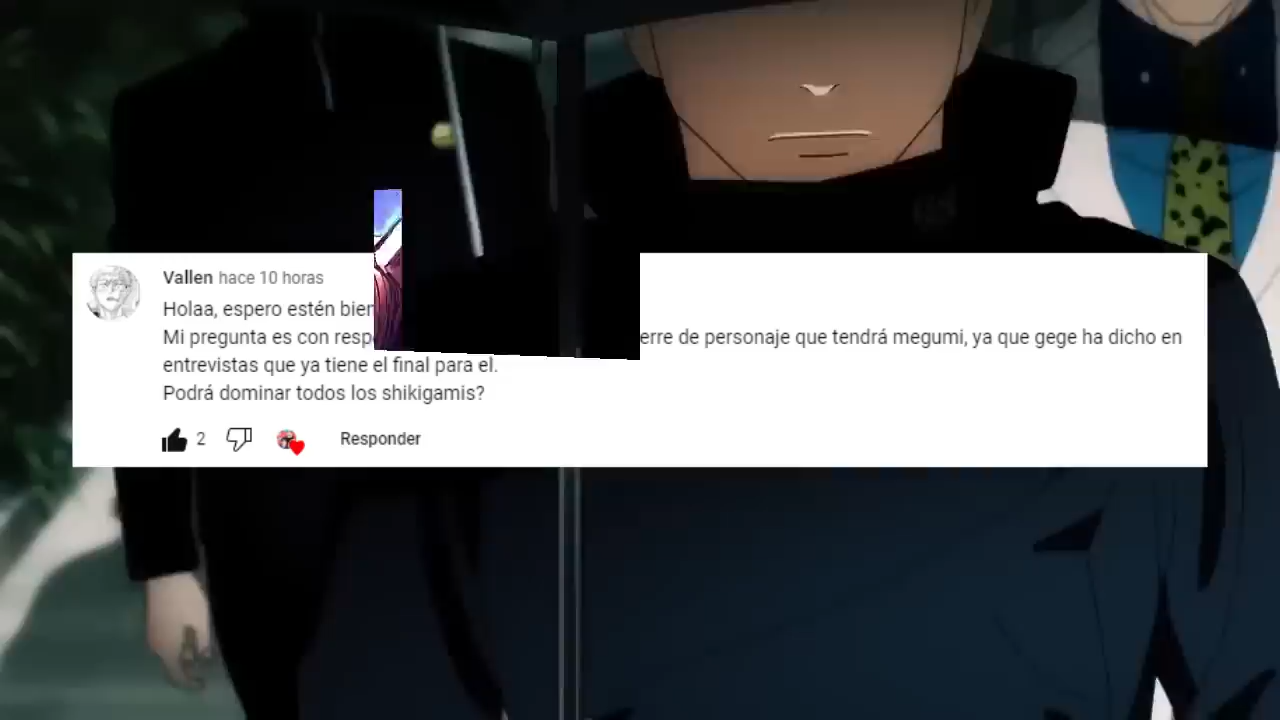 Vallen hace 10 horas
Holaa, espero estén bien
Mi pregunta es con erre de personaje que tendrá megumi, ya que gege ha dicho en
entrevistas que ya tiene el final para el.
Podrá dominar todos los shikigamis?
2 Responder